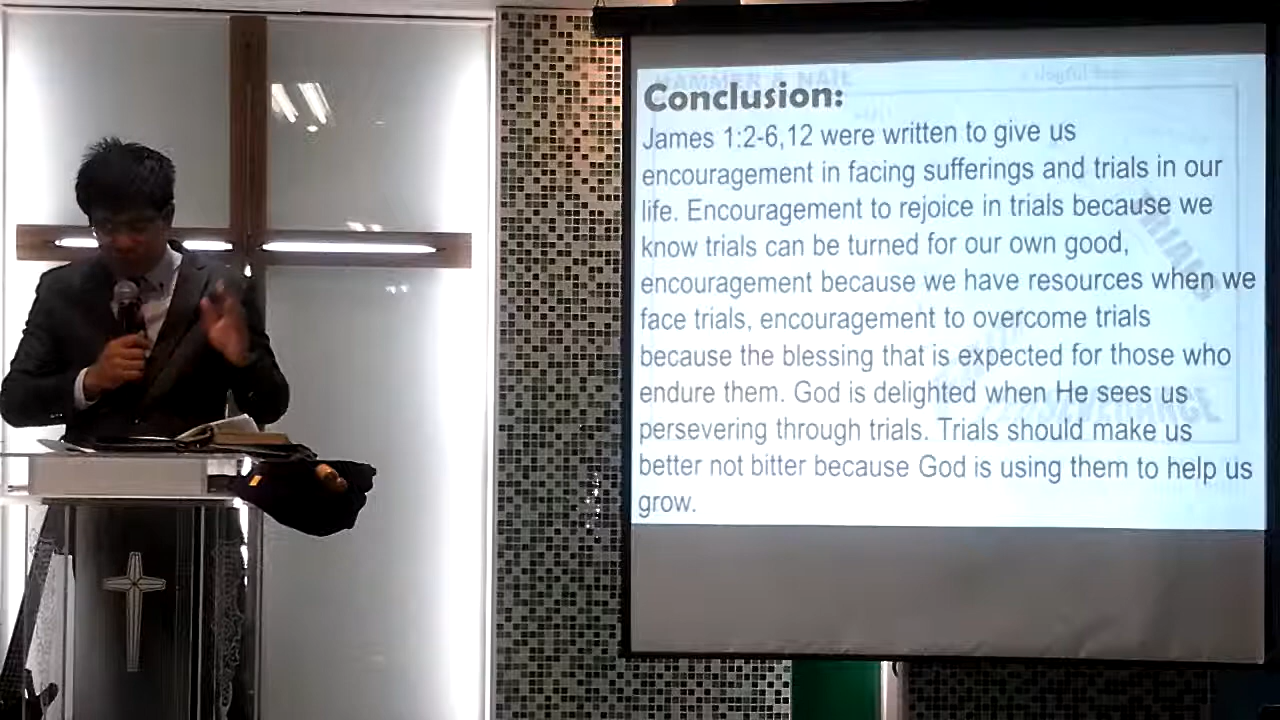 HAMMER & NAIL
Conclusion:
James 1:2-6,12 were written to give us
encouragement in facing sufferings and trials in our
life. Encouragement to rejoice in trials because we
know trials can be turned for our own good,
encouragement because we have resources when we
face trials, encouragement to overcome trials
because the blessing that is expected for those who
endure them. God is delighted when He sees us
persevering through trials. Trials should make us
better not bitter because God is using them to help us
grow.
TRIALS